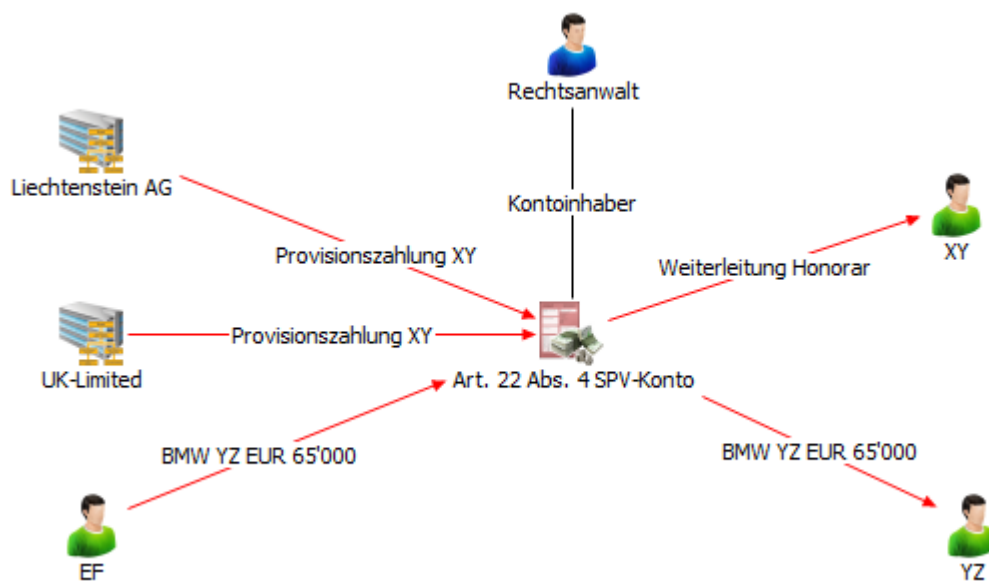 Rechtsanwalt
Liechtenstein AG
Kontoinhaber
XY
Provisionszahlung XY
Weiterleitung Honorar
Provisionszahlung XY
UK-Limited
Art. 22 Abs. 4 SPV-Konto
BMW YZ EUR 65'000
BMW YZ EUR 65'000
EF
YZ